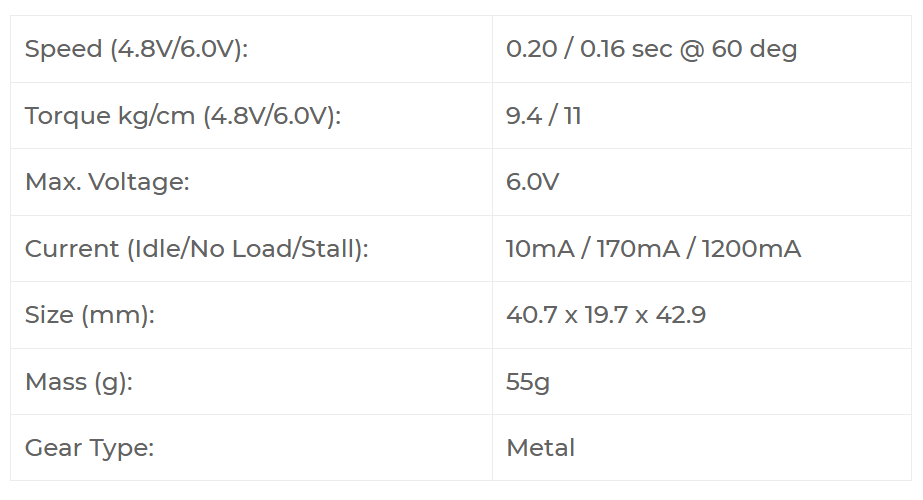 Speed (4.8V/6.0V): 0.20 / 0.16 sec @ 60 deg
Torque kg/cm (4.8V/6.0V): 9.4 / 11
Max. Voltage: 6.0V
Current (Idle/No Load/Stall): 10mA / 170mA / 1200mA
Size (mm): 40.7 x 19.7 x 42.9
Mass (g): 55g
Gear Type: Metal